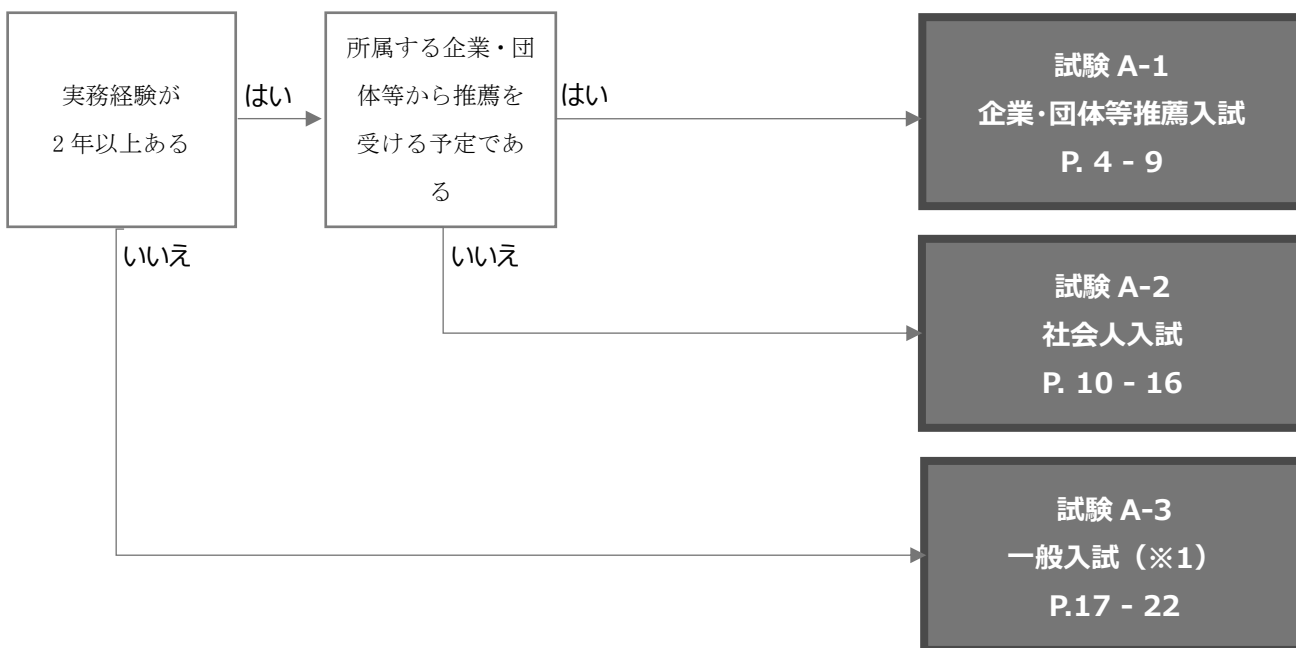 実務経験が
2年以上ある
はい
所属する企業・団
体等から推薦を
受ける予定であ
る
はい
試験 A-1
企業・団体等推薦入試
P. 4 - 9
いいえ
いいえ
試験 A-2
社会人入試
P. 10 - 16
試験 A-3
一般入試（※1）
P.17 - 22